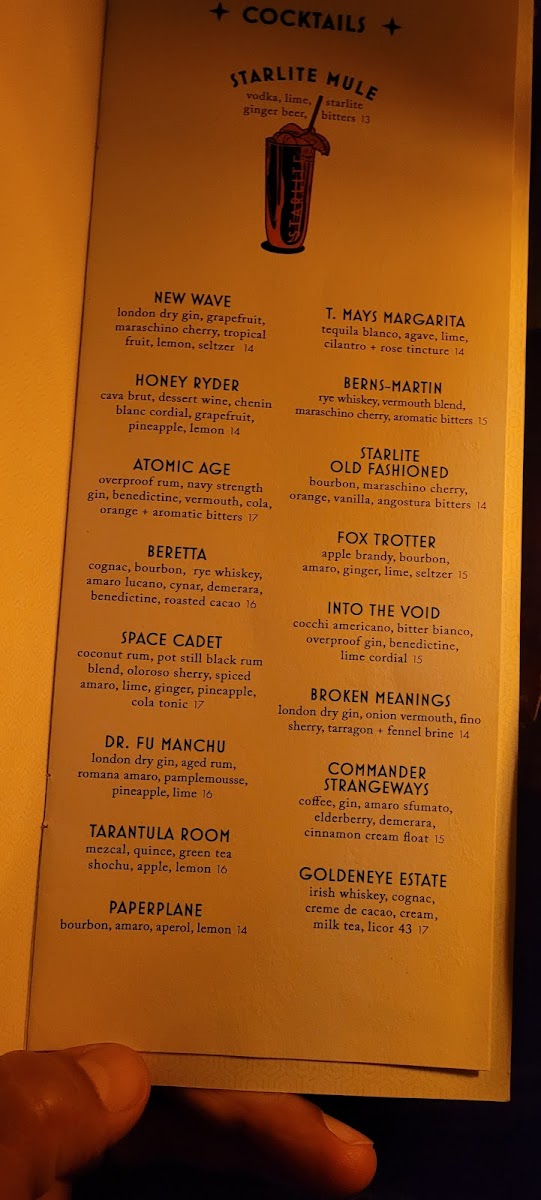 COCKTAILS
STARLITE MULE
vodka, lime, starlite
ginger beer, bitters 13
STARLITE
NEW WAVE
london dry gin, grapefruit,
maraschino cherry, tropical
fruit, lemon, seltzer 14
HONEY RYDER
cava brut, dessert wine, chenin
blanc cordial, grapefruit,
pineapple, lemon 14
ATOMIC AGE
overproof rum, navy strength
gin, benedictine, vermouth, cola,
orange + aromatic bitters 17
BERETTA
cognac, bourbon, rye whiskey,
amaro lucano, cynar, demerara,
benedictine, roasted cacao 16
SPACE CADET
coconut rum, pot still black rum
blend, oloroso sherry, spiced
amaro, lime, ginger, pineapple,
cola tonic 17
DR. FU MANCHU
london dry gin, aged rum,
romana amaro, pamplemousse,
pineapple, lime 16
TARANTULA ROOM
mezcal, quince, green tea
shochu, apple, lemon 16
PAPERPLANE
bourbon, amaro, aperol, lemon 14
T. MAYS MARGARITA
tequila blanco, agave, lime,
cilantro + rose tincture 14
BERNS-MARTIN
rye whiskey, vermouth blend,
maraschino cherry, aromatic bitters 15
STARLITE
OLD FASHIONED
bourbon, maraschino cherry,
orange, vanilla, angostura bitters 14
FOX TROTTER
apple brandy, bourbon,
amaro, ginger, lime, seltzer 15
INTO THE VOID
cocchi americano, bitter bianco,
overproof gin, benedictine,
lime cordial 15
BROKEN MEANINGS
london dry gin, onion vermouth, fino
sherry, tarragon + fennel brine 14
COMMANDER
STRANGEWAYS
coffee, gin, amaro sfumato,
elderberry, demerara,
cinnamon cream float 15
GOLDENEYE ESTATE
irish whiskey, cognac,
creme de cacao, cream,
milk tea, licor 43 17